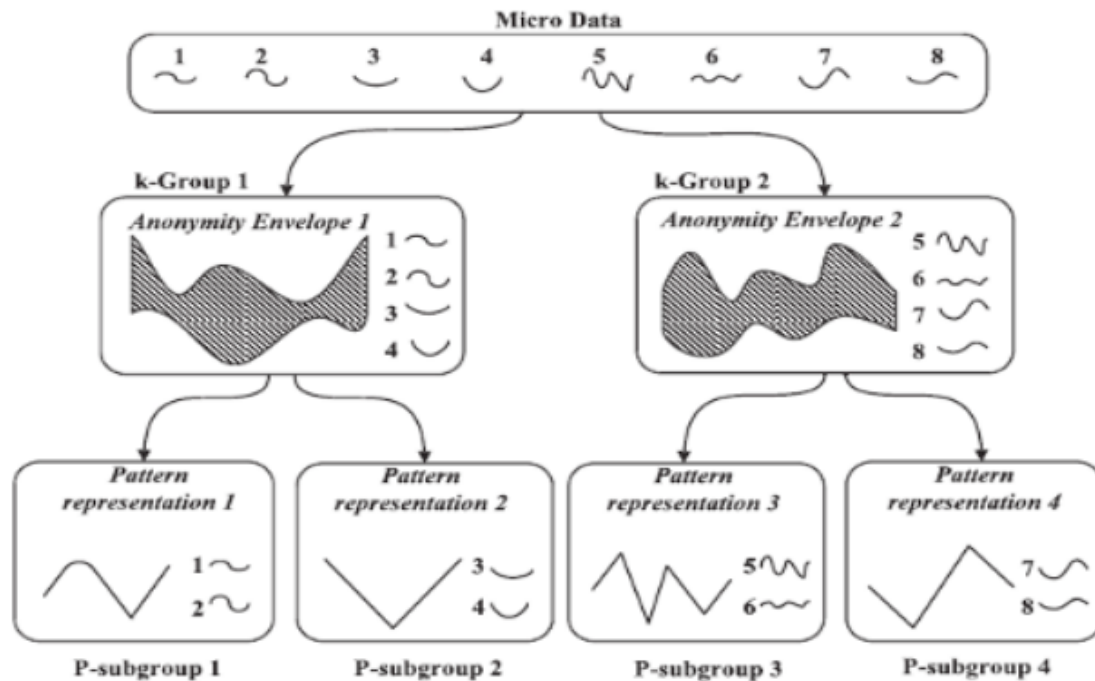 Micro Data
1 2 3 4 5 6 7 8
k-Group 1
Anonymity Envelope 1
1
2
3
4
k-Group 2
Anonymity Envelope 2
5
6
7
8
Pattern
representation 1
1
2
P-subgroup 1
Pattern
representation 2
3
4
P-subgroup 2
Pattern
representation 3
5
6
P-subgroup 3
Pattern
representation 4
7
8
P-subgroup 4